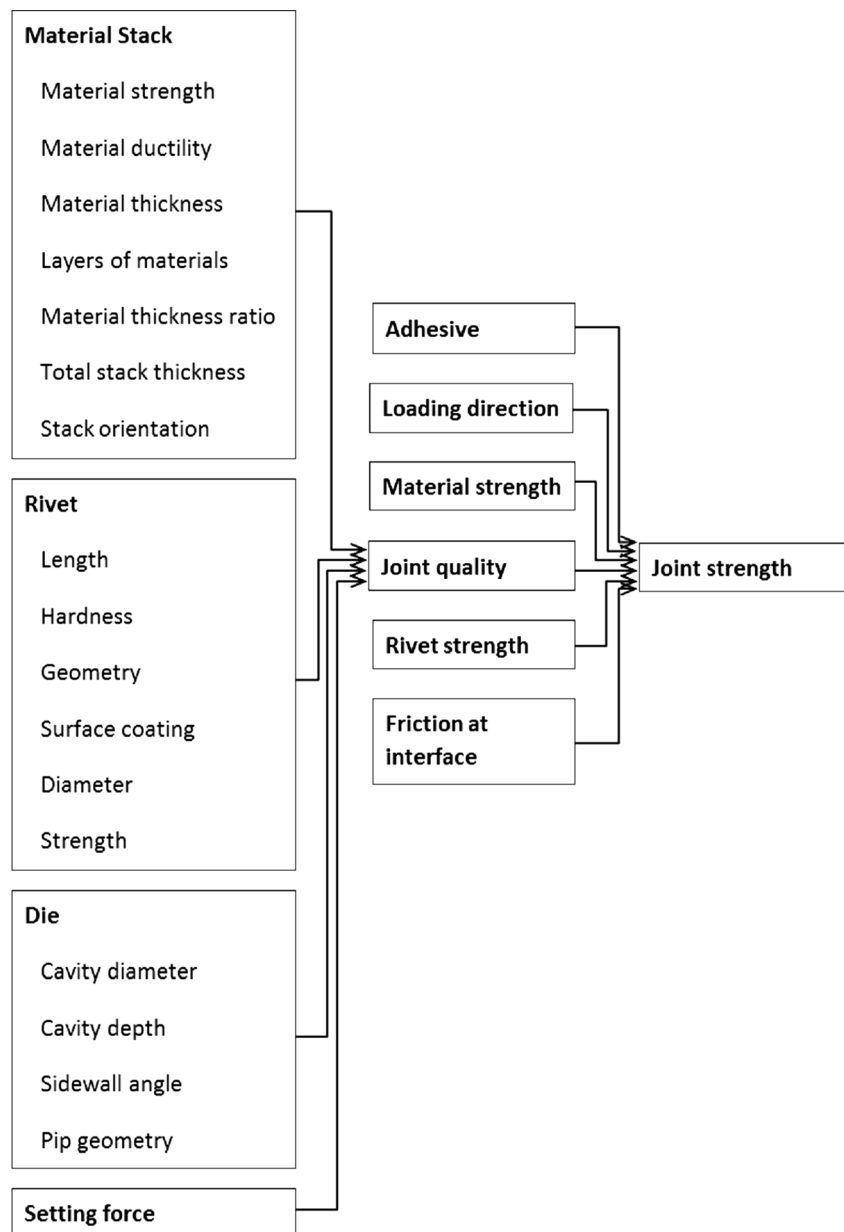 Material Stack
Material strength
Material ductility
Material thickness
Layers of materials
Material thickness ratio
Total stack thickness
Stack orientation
Rivet
Length
Hardness
Geometry
Surface coating
Diameter
Strength
Die
Cavity diameter
Cavity depth
Sidewall angle
Pip geometry
Setting force
Adhesive
Loading direction
Material strength
Joint quality
Rivet strength
Friction at
interface
Joint strength